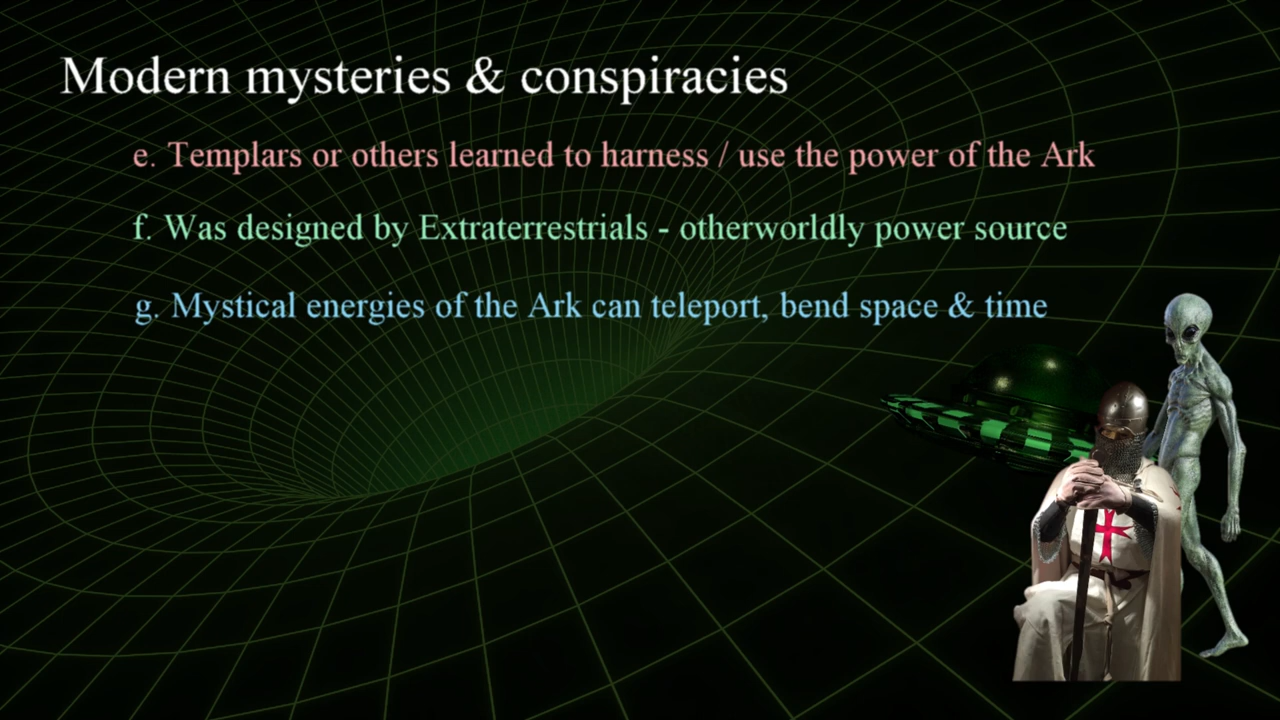 Modern mysteries & conspiracies
e. Templars or others learned to harness / use the power of the Ark
f. Was designed by Extraterrestrials - otherworldly power source
g. Mystical energies of the Ark can teleport, bend space & time